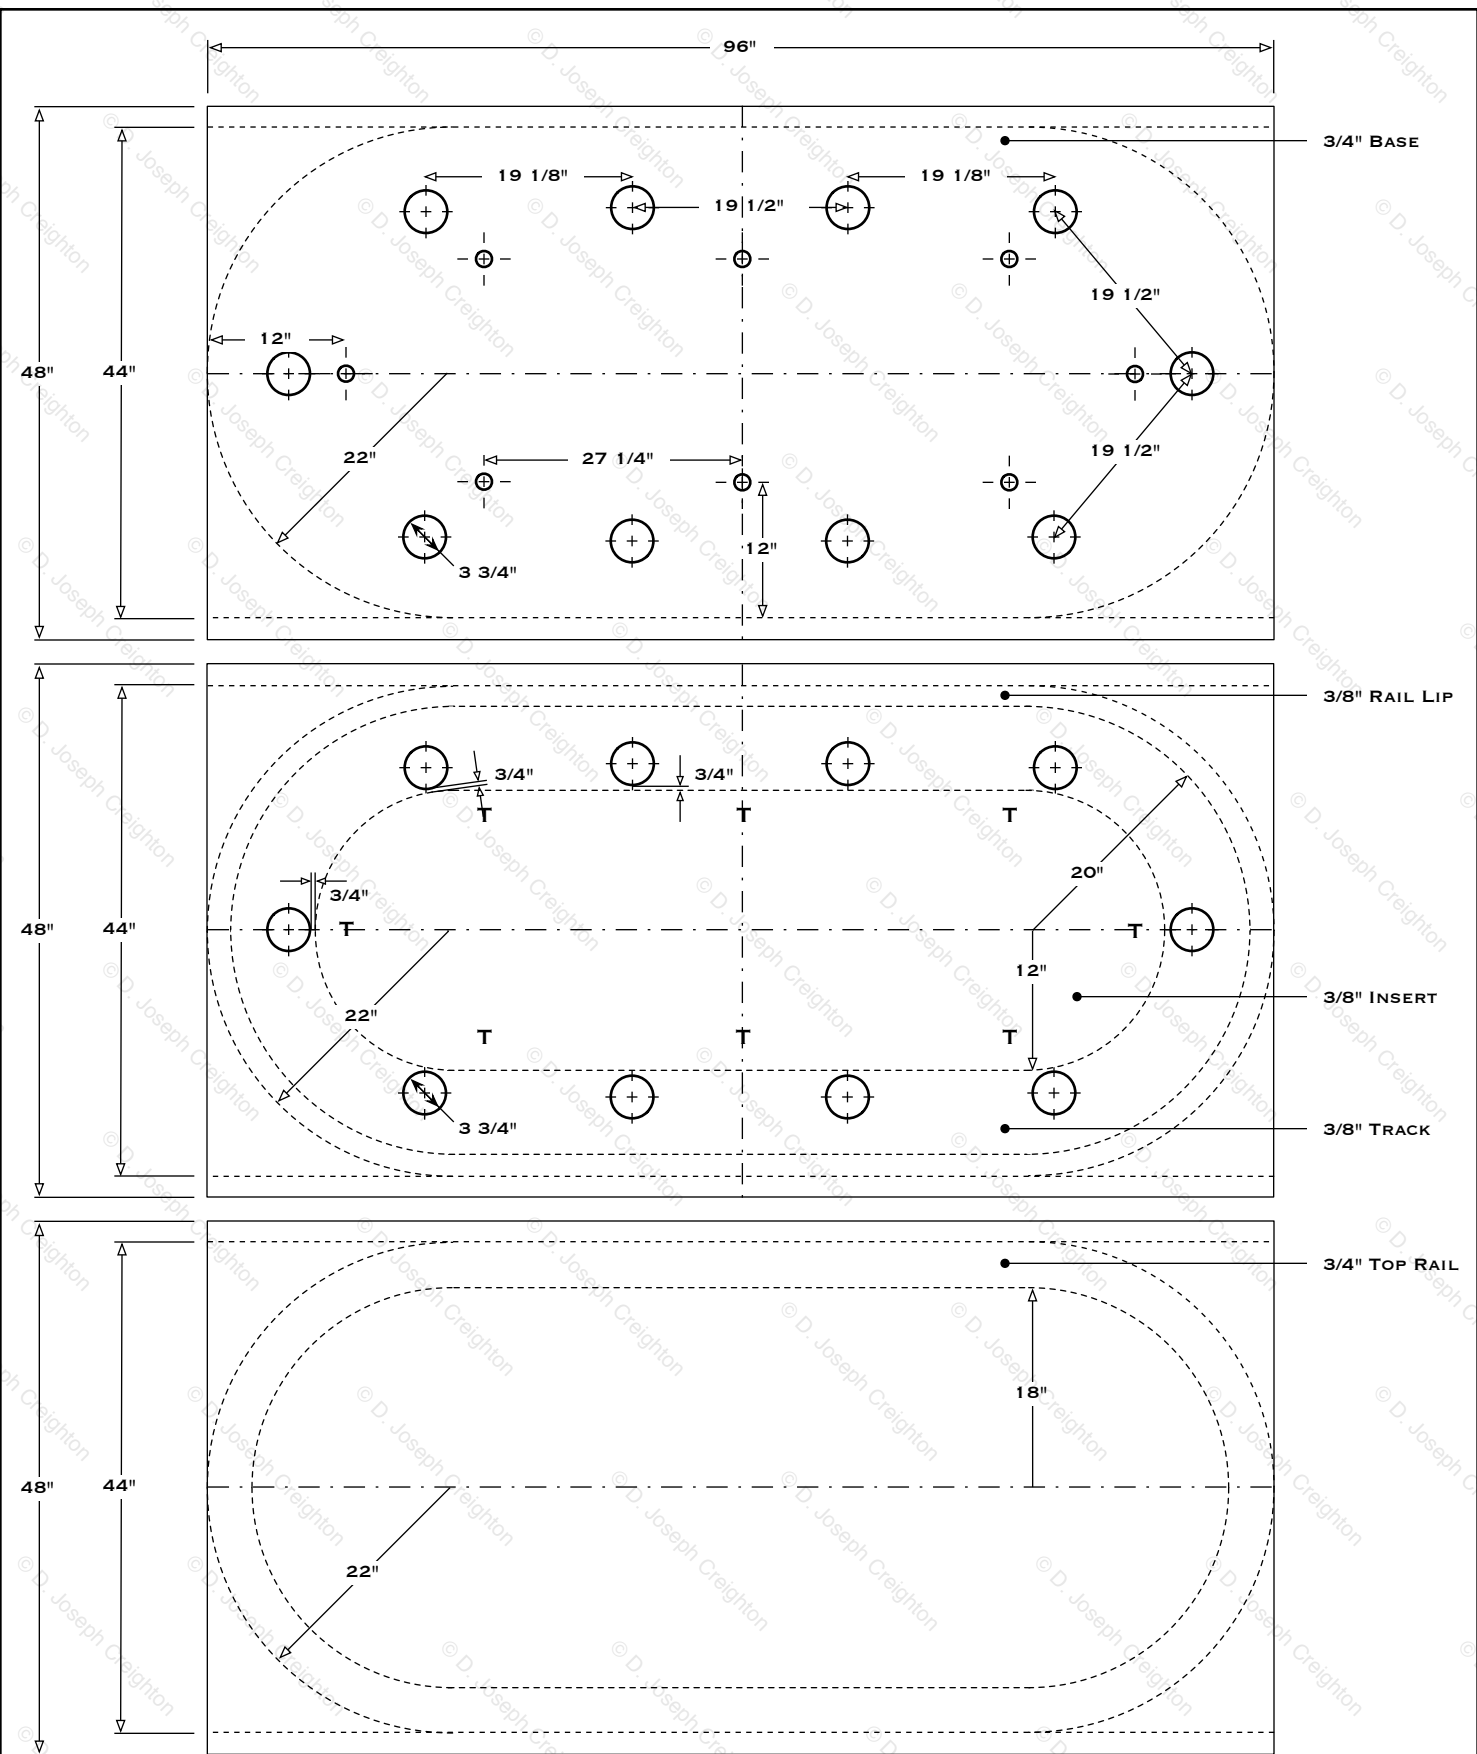 96"
3/4" BASE
19 1/8"
19 1/8"
19 1/2"
19 1/2"
12"
48"
44"
19 1/2"
22"
27 1/4"
12"
3 3/4"
3/8" RAIL LIP
3/4"
3/4"
T
T
T
20"
3/4"
48"
44"
T
T
12"
3/8" INSERT
22"
T
T
T
3 3/4"
3/8" TRACK
3/4" TOP RAIL
18"
48"
44"
22"
© D. Joseph Creighton